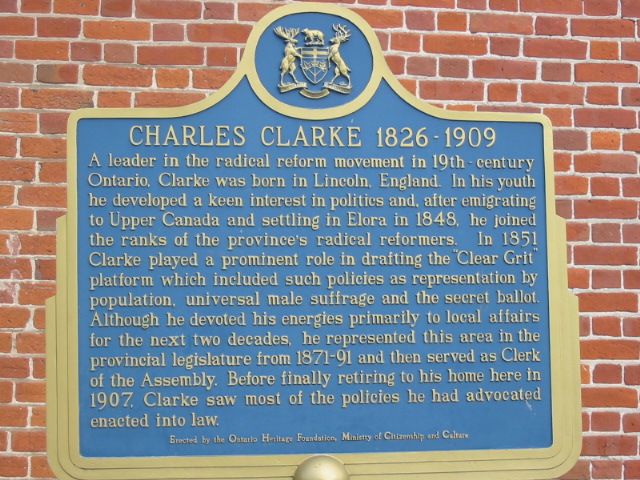 CHARLES CLARKE 1826-1909
A leader in the radical reform movement in 19th-century
Ontario, Clarke was born in Lincoln, England. In his youth
he developed a keen interest in politics and, after emigrating
to Upper Canada and settling in Elora in 1848, he joined
the ranks of the province's radical reformers. In 1851
Clarke played a prominent role in drafting the "Clear Grit"
platform which included such policies as representation by
population, universal male suffrage and the secret ballot.
Although he devoted his energies primarily to local affairs
for the next two decades, he represented this area in the
provincial legislature from 1871-91 and then served as Clerk
of the Assembly. Before finally retiring to his home here in
1907, Clarke saw most of the policies he had advocated
enacted into law.
Erected by the Ontario Heritage Foundation, Ministry of Citizenship and Culture